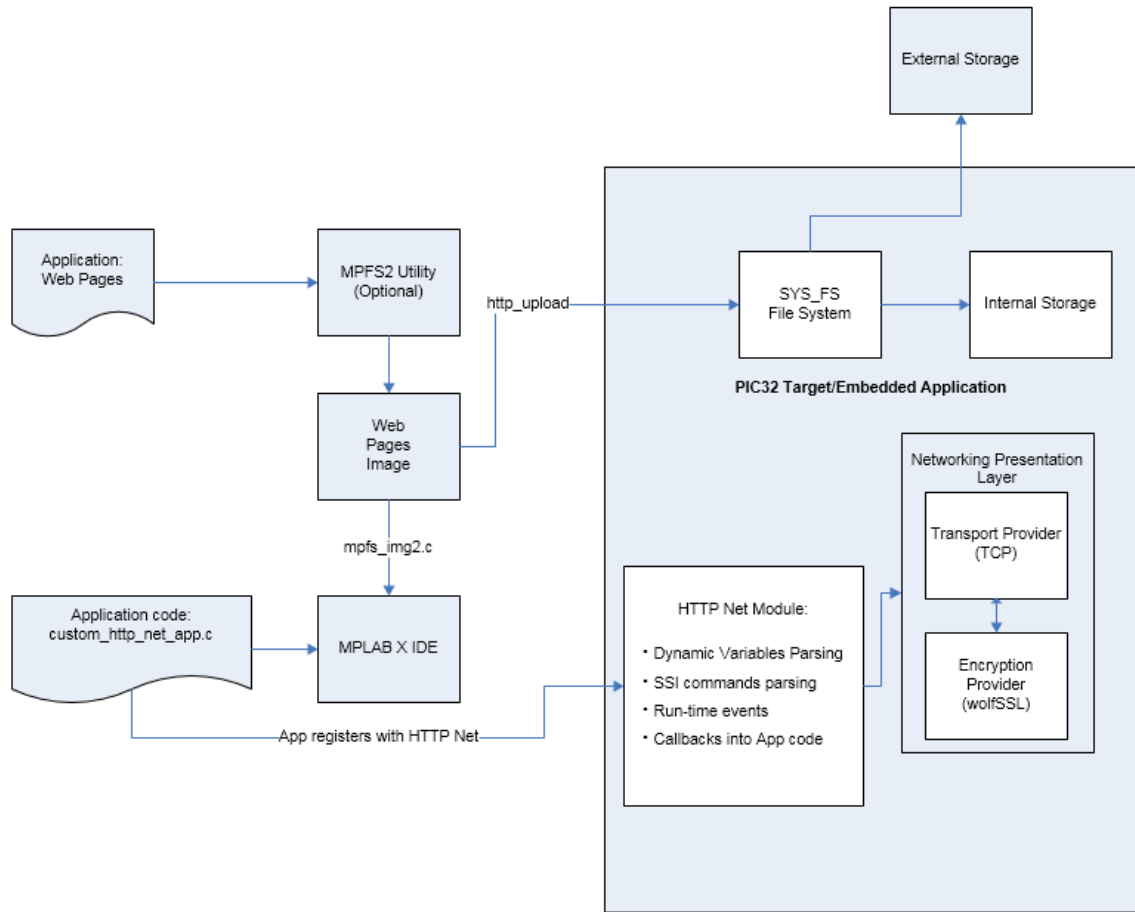 External Storage
Application:
Web Pages
MPFS2 Utility
(Optional)
http_upload
SYS_FS
File System
Internal Storage
PIC32 Target/Embedded Application
Web
Pages
Image
mpfs_img2.c
Networking Presentation
Layer
Transport Provider
(TCP)
Encryption
Provider
(wolfSSL)
Application code:
custom_http_net_app.c
MPLAB X IDE
HTTP Net Module:
• Dynamic Variables Parsing
• SSI commands parsing
• Run-time events
• Callbacks into App code
App registers with HTTP Net